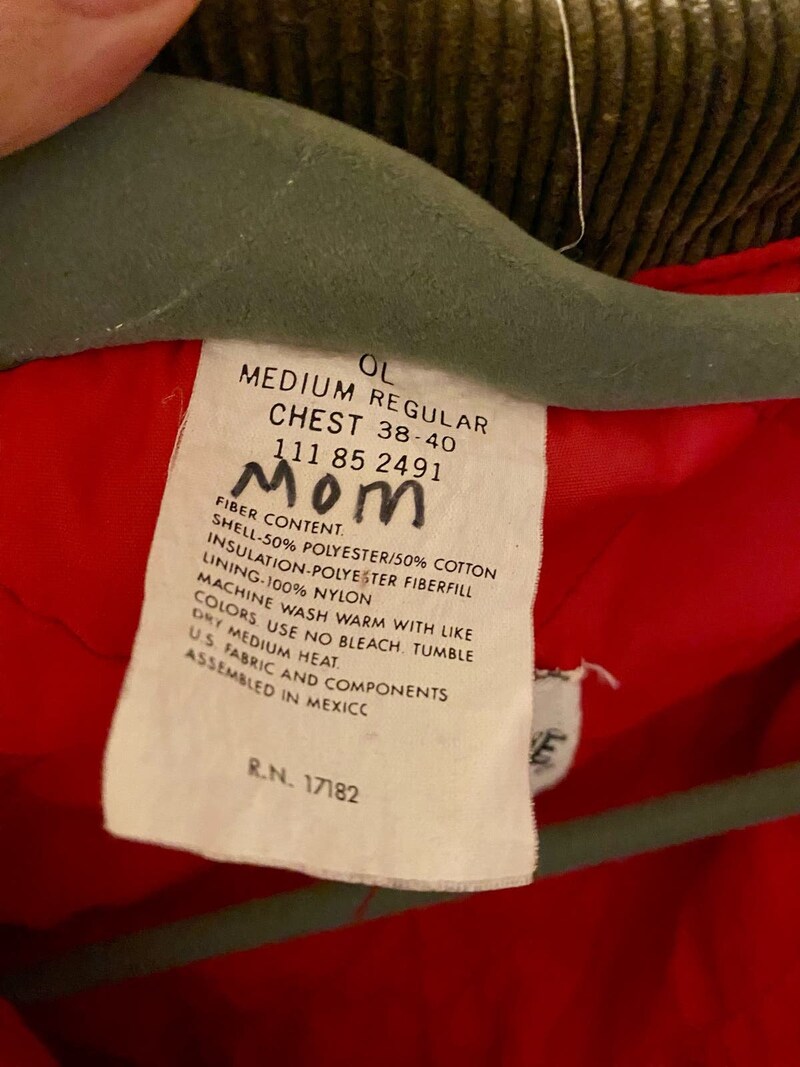 OL
MEDIUM REGULAR
CHEST 38-40
111 85 2491
MOM
FIBER CONTENT.
SHELL-50% POLYESTER/50% COTTON
INSULATION-POLYESTER FIBERFILL
LINING-100% NYLON
MACHINE WASH WARM WITH LIKE
COLORS. USE NO BLEACH. TUMBLE
DRY MEDIUM HEAT.
U.S. FABRIC AND COMPONENTS
ASSEMBLED IN MEXICO
R.N. 17182